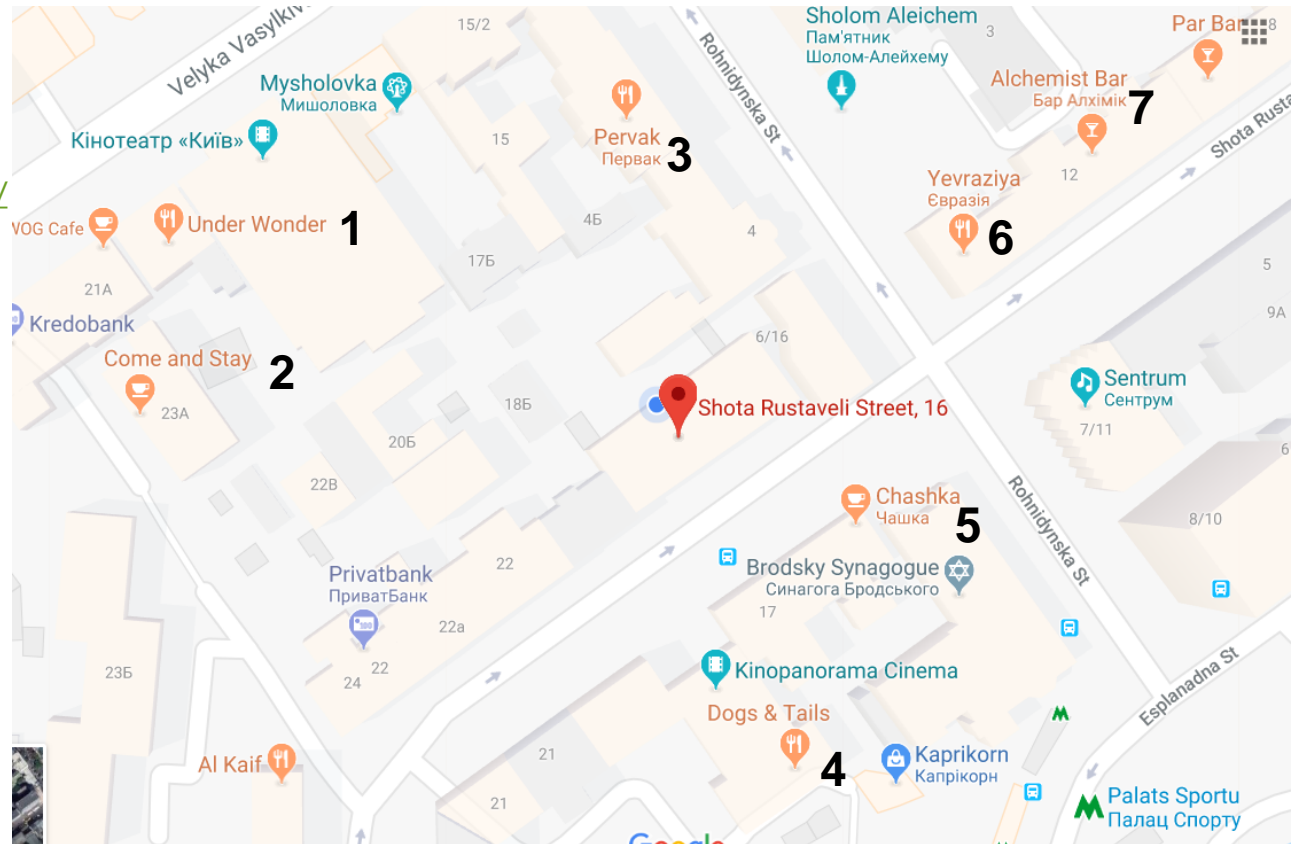 15/2
Velyka Vasylkiv
Mysholovka
Мишоловка
Кінотеатр «Київ»
15
Pervak
Первак
3
Rohnidynska St
Sholom Aleichem
Пам'ятник
Шолом-Алейхему
3
Par Bar
8
Alchemist Bar
Бар Алхімік
7
12
Shota Rusta
Yevraziya
Євразія
6
WOG Cafe
Under Wonder
1
4Б
4
17Б
21А
Kredobank
5
9А
6/16
Come and Stay
2
23А
18Б
20Б
22В
Shota Rustaveli Street, 16
Sentrum
Сентрум
7/11
6
Chashka
Чашка
5
Rohnidynska St
8/10
Brodsky Synagogue
Синагога Бродського
17
22
Privatbank
ПриватБанк
22а
22
24
23Б
Kinopanorama Cinema
Dogs & Tails
4
Esplanadna St
Al Kaif
21
21
Kaprikorn
Капрікорн
Palats Sportu
Палац Спорту
Google